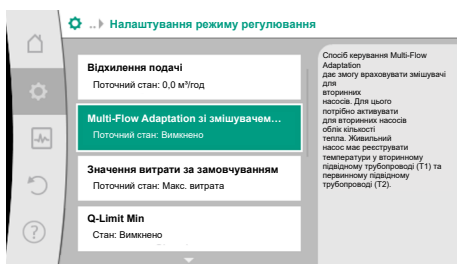 ..▸ Налаштування режиму регулювання
Відхилення подачі
Поточний стан: 0,0 м³/год
Multi-Flow Adaptation зі змішувачем…
Поточний стан: Вимкнено
Значення витрати за замовчуванням
Поточний стан: Макс. витрата
Q-Limit Min
Стан: Вимкнено
Спосіб керування Multi-Flow
Adaptation
дає змогу враховувати змішувачі
для
вторинних
насосів. Для цього
потрібно активувати
для вторинних насосів
облік кількості
тепла. Живильний
насос має реєструвати
температури у вторинному
підвідному трубопроводі (T1) та
первинному підвідному
трубопроводі (T2).